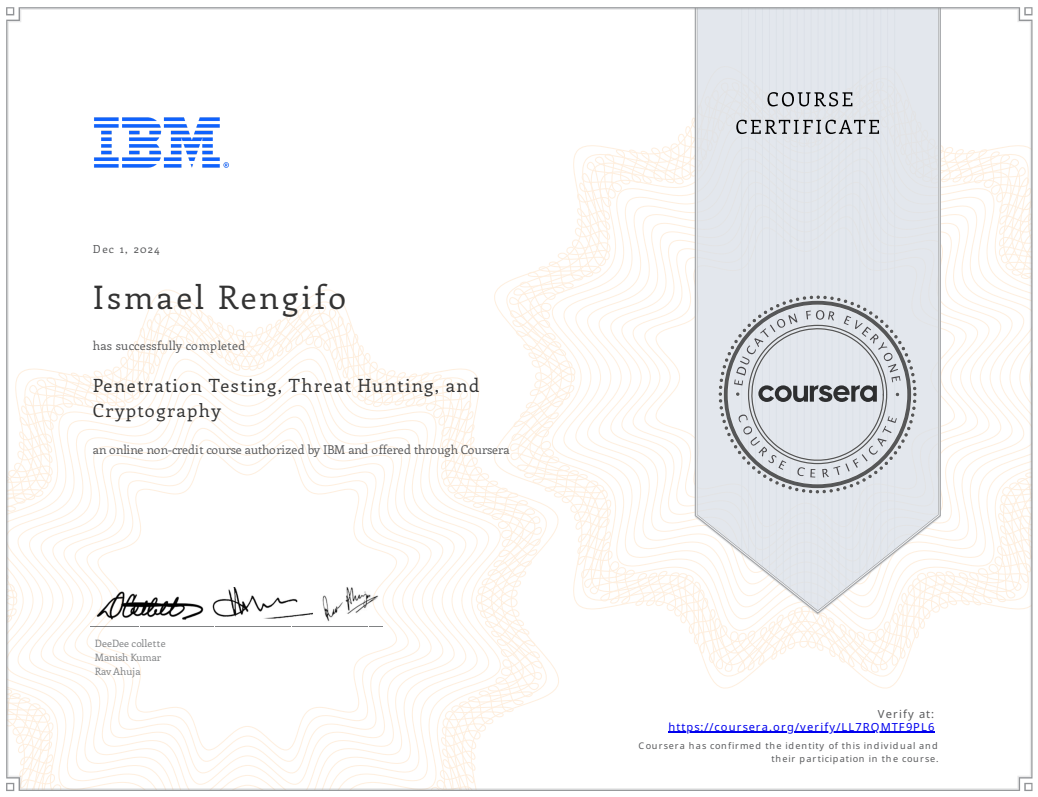 IBM®
COURSE
CERTIFICATE
Dec 1, 2024
Ismael Rengifo
has successfully completed
Penetration Testing, Threat Hunting, and
Cryptography
an online non-credit course authorized by IBM and offered through Coursera
EDUCATION FOR EVERYONE
coursera
COURSE CERTIFICATE
DeeDee collette
Manish Kumar
Rav Ahuja
Verify at:
https://coursera.org/verify/LL7RQMTF9PL6
Coursera has confirmed the identity of this individual and
their participation in the course.